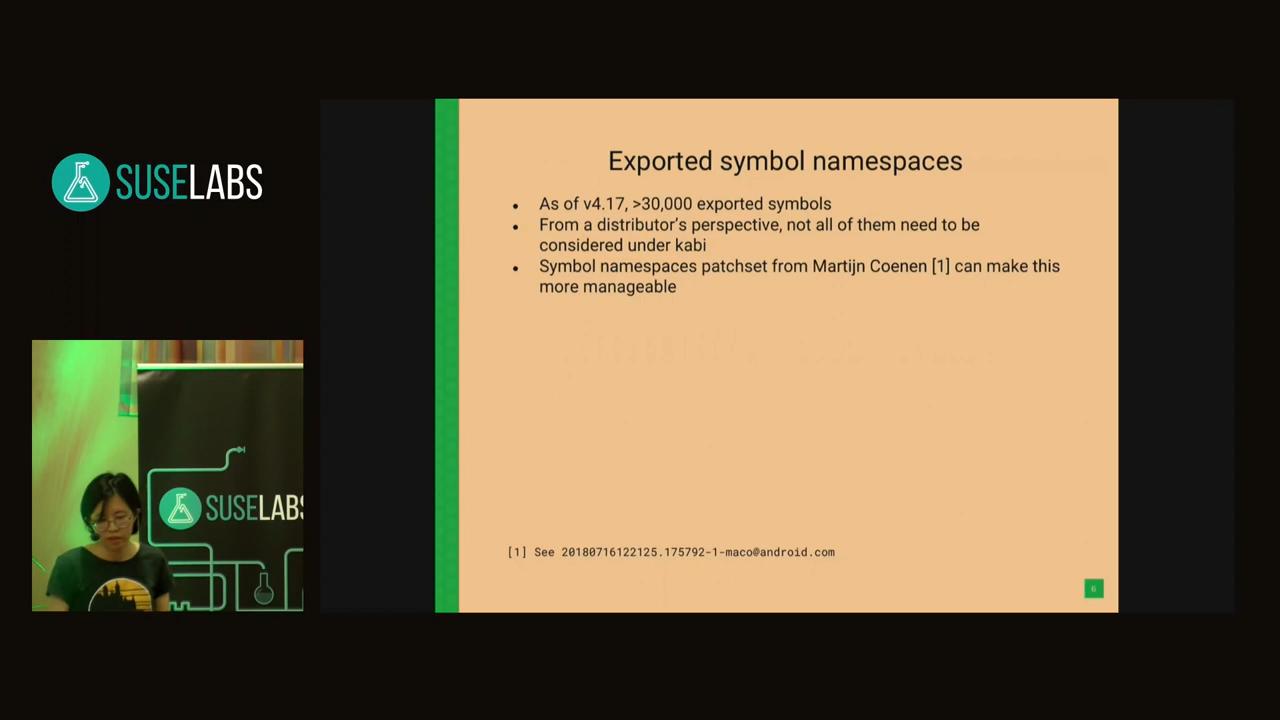 SUSELABS
Exported symbol namespaces
• As of v4.17, >30,000 exported symbols
• From a distributor's perspective, not all of them need to be
considered under kabi
• Symbol namespaces patchset from Martijn Coenen [1] can make this
more manageable
SUSELABS
[1] See 20180716122125.175792-1-maco@android.com
6